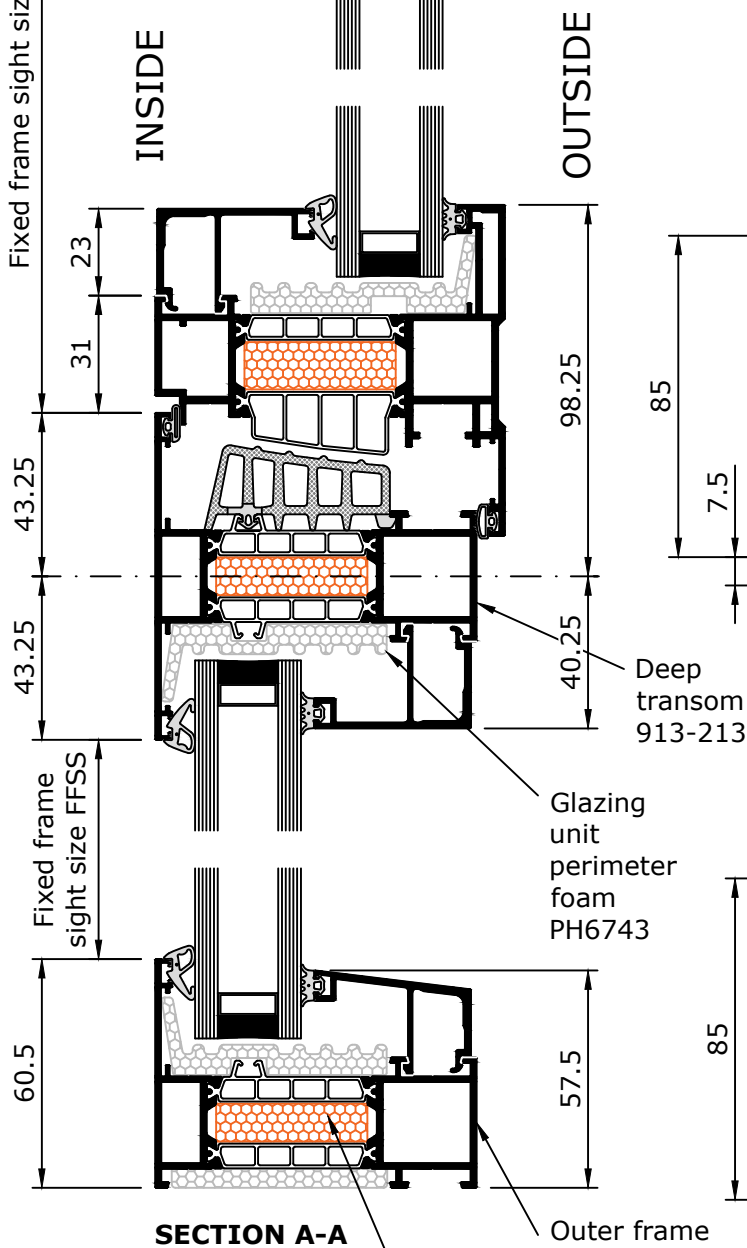 Fixed frame sight siz
INSIDE
OUTSIDE
23
31
98.25
85
7.5
43.25
43.25
40.25
Deep
transom
913-213
Fixed frame
sight size FFSS
Glazing
unit
perimeter
foam
PH6743
60.5
57.5
85
SECTION A-A
Outer frame